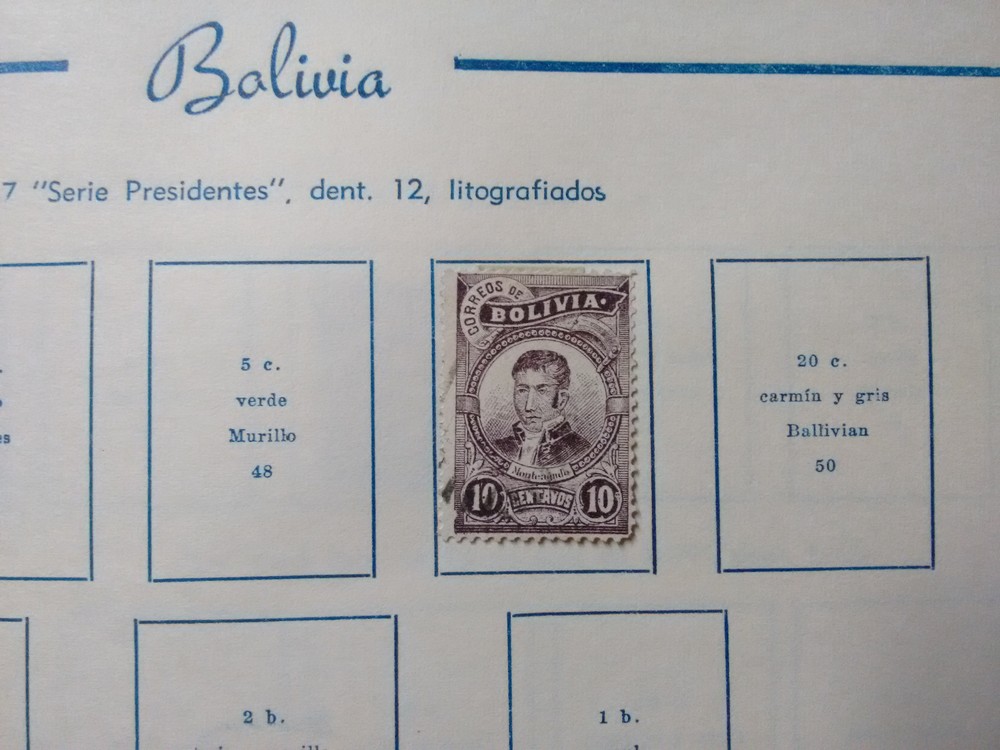 Bolivia
7 "Serie Presidentes", dent. 12, litografiados
5 c.
verde
Murillo
48
CORREOS DE
BOLIVIA.
Monteagudo
10 CENTAVOS 10
20 c.
carmín y gris
Ballivian
50
2 b.
1 b.